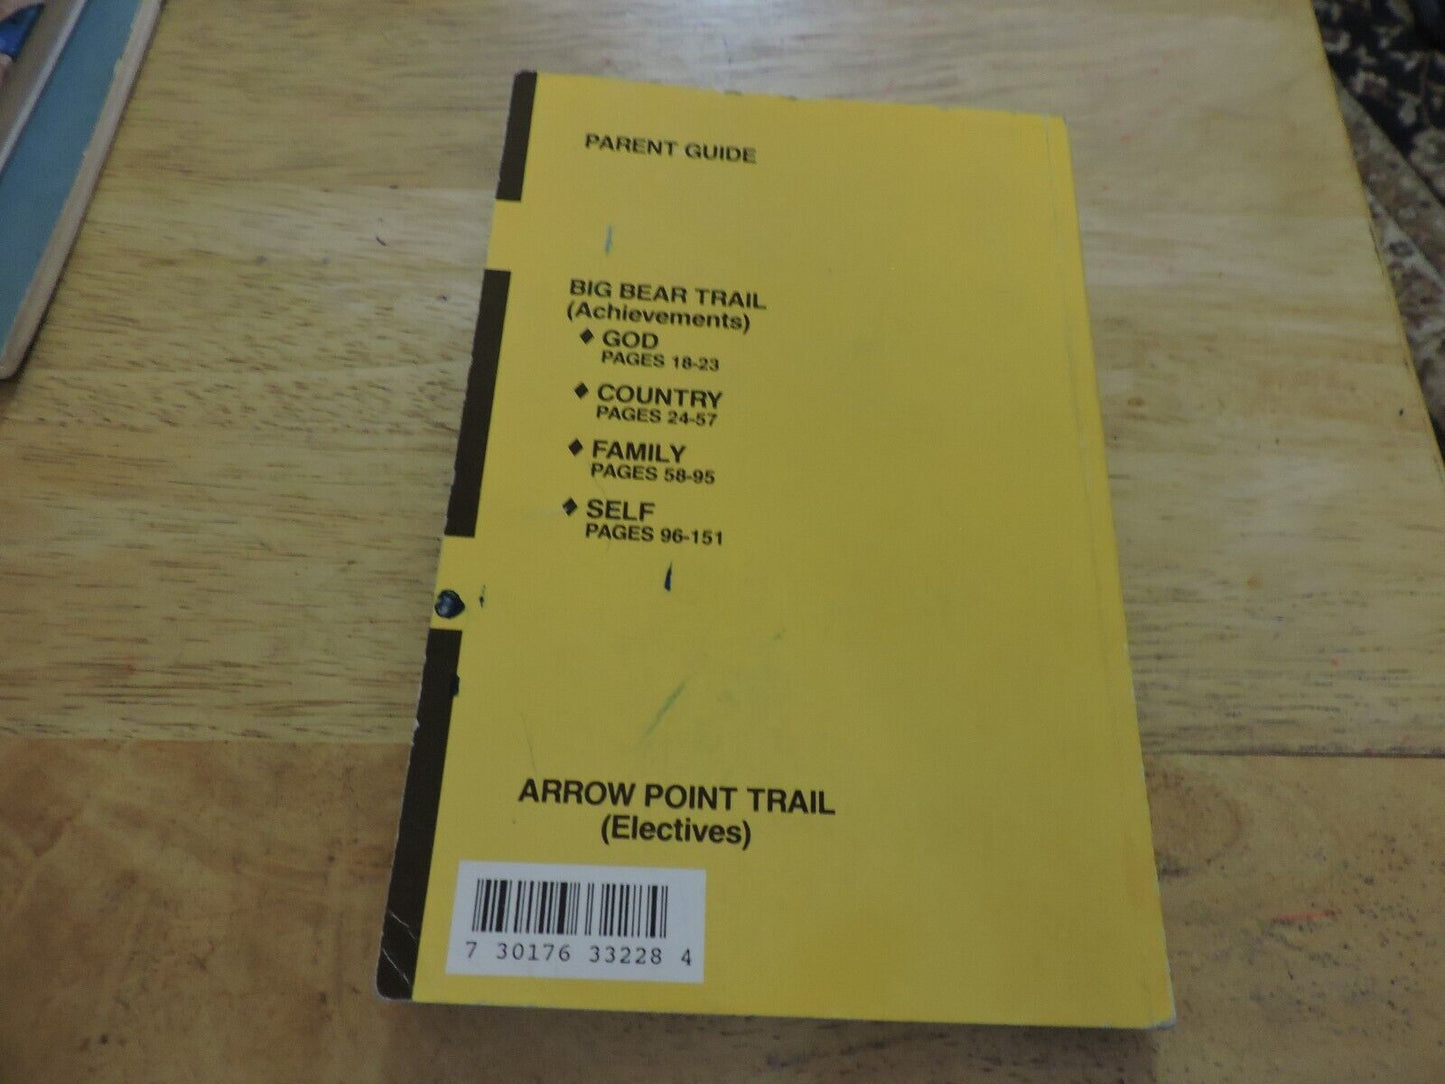 PARENT GUIDE
BIG BEAR TRAIL
(Achievements)
◆ GOD
PAGES 18-23
◆ COUNTRY
PAGES 24-57
◆ FAMILY
PAGES 58-95
◆ SELF
PAGES 96-151
ARROW POINT TRAIL
(Electives)
7 30176 33228 4